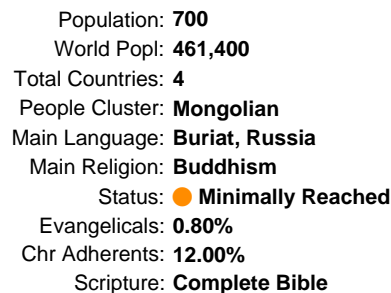 Population: 700
World Popl: 461,400
Total Countries: 4
People Cluster: Mongolian
Main Language: Buriat, Russia
Main Religion: Buddhism
Status: Minimally Reached
Evangelicals: 0.80%
Chr Adherents: 12.00%
Scripture: Complete Bible